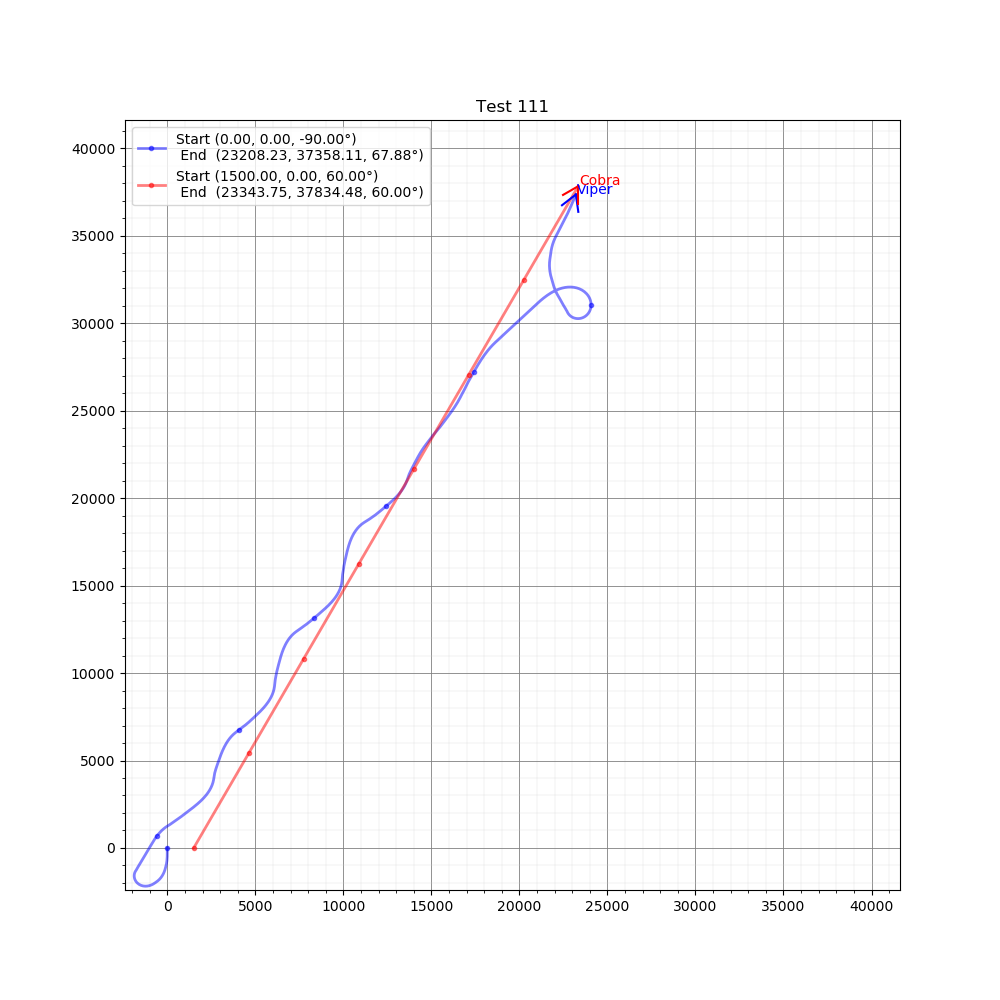 Test 111
Start (0.00, 0.00, -90.00°)
End (23208.23, 37358.11, 67.88°)
Start (1500.00, 0.00, 60.00°)
End (23343.75, 37834.48, 60.00°)
Cobra
Viper
40000
35000
30000
25000
20000
15000
10000
5000
0
0 5000 10000 15000 20000 25000 30000 35000 40000